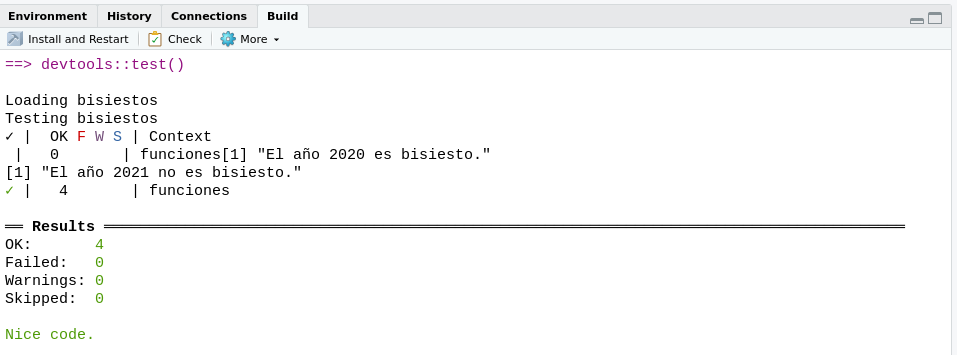 Environment History Connections Build
Install and Restart Check More
==> devtools::test()
Loading bisiestos
Testing bisiestos
✓ |  OK F W S | Context
 |   0       | funciones[1] "El año 2020 es bisiesto."
[1] "El año 2021 no es bisiesto."
✓ |   4       | funciones
══ Results ═════════════════════════════════════════════════════════════════════════════════════════
OK:       4
Failed:   0
Warnings: 0
Skipped:  0
Nice code.